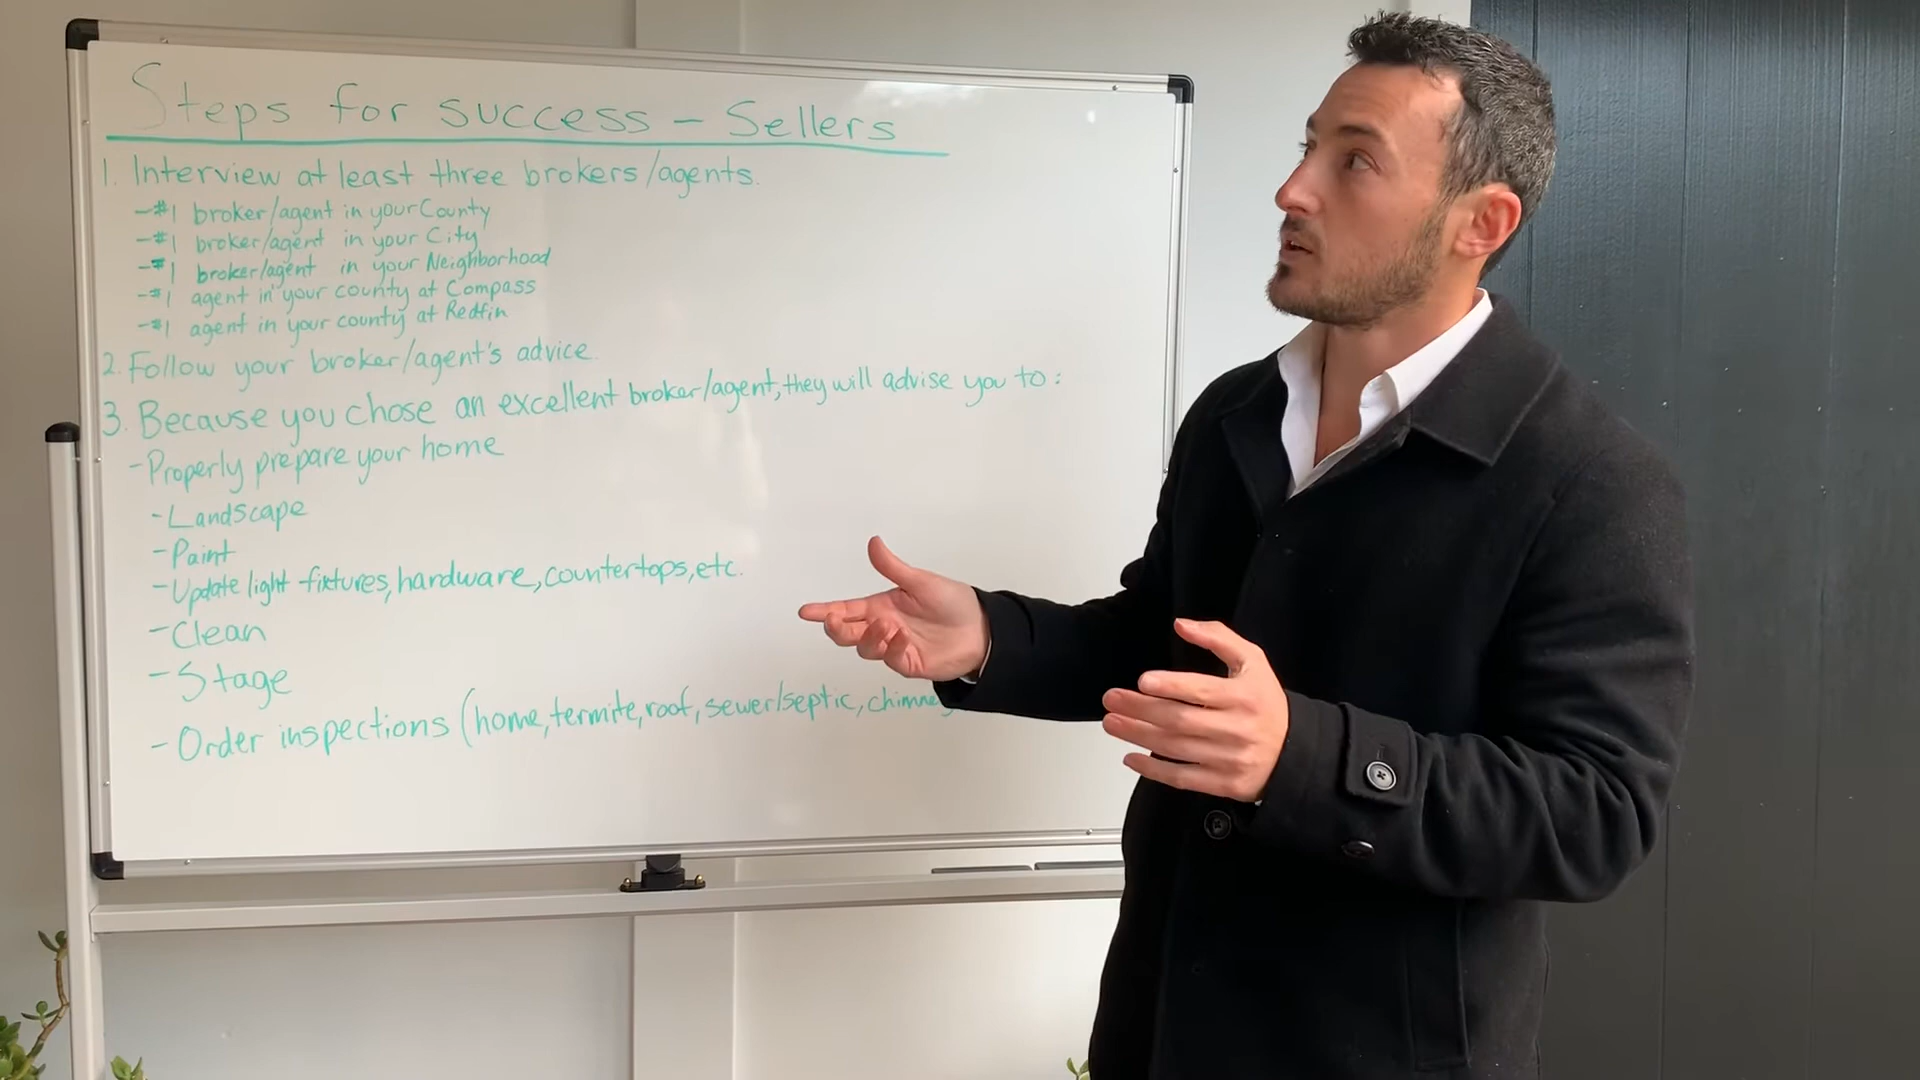 Steps for success - Sellers
1. Interview at least three brokers/agents.
-#1 broker/agent in your County
-#1 broker/agent in your City
-#1 broker/agent in your Neighborhood
-#1 agent in your county at Compass
-#1 agent in your county at Redfin
2. Follow your broker/agent's advice.
3. Because you chose an excellent broker/agent, they will advise you to:
-Properly prepare your home
-Landscape
-Paint
-Update light fixtures, hardware, countertops, etc.
-Clean
-Stage
- Order inspections (home, termite, roof, sewer/septic,